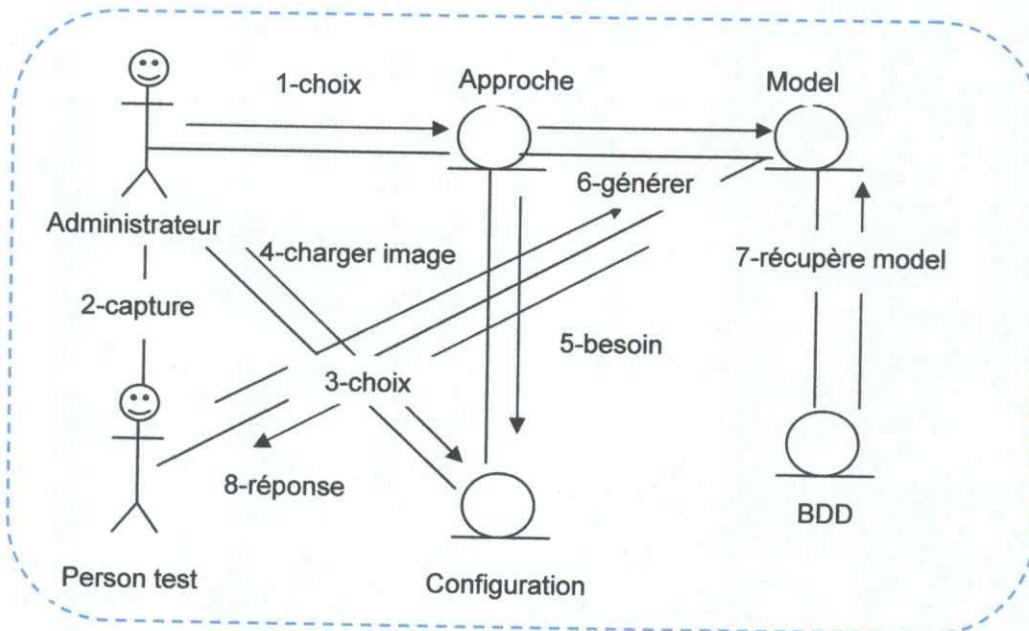 1-choix
Approche
Model
6-générer
Administrateur
4-charger image
7-récupère model
2-capture
5-besoin
3-choix
8-réponse
BDD
Person test
Configuration